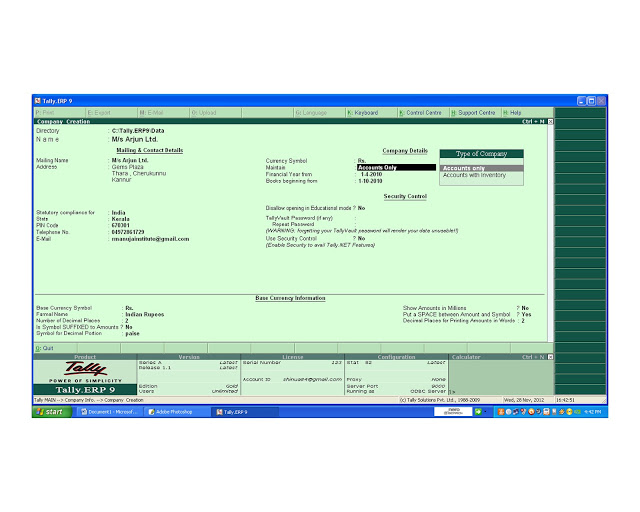 Tally.ERP 9
P: Print E: Export M: E-Mail O: Upload G: Language K: Keyboard K: Control Centre H: Support Centre H: Help
Company Creation Ctrl + M
Directory : C:\Tally.ERP9\Data
Name : M/s Arjun Ltd.
Mailing & Contact Details Company Details
Type of Company
Mailing Name : M/s Arjun Ltd. Currency Symbol : Rs.
Address : Gens Plaza Maintain : Accounts Only Accounts only
Thara , Cherukunnu Financial Year from : 1-4-2010 Accounts with Inventory
Kannur Books beginning from : 1-10-2010
Security Control
Disallow opening in Educational mode ? No
Statutory compliance for : India TallyVault Password (if any) :
State : Kerala Repeat Password :
PIN Code : 670301 (WARNING: forgetting your TallyVault password will render your data unusable!!)
Telephone No. : 04972861729 Use Security Control ? No
E-Mail : rmanujainstitute@gmail.com (Enable Security to avail Tally.NET Features)
Base Currency Information
Base Currency Symbol : Rs. Show Amounts in Millions ? No
Formal Name : Indian Rupees Put a SPACE between Amount and Symbol ? Yes
Number of Decimal Places : 2 Decimal Places for Printing Amounts in Words : 2
Is Symbol SUFFIXED to Amounts ? No
Symbol for Decimal Portion : paise
Q: Quit
Product Version License Configuration Calculator Ctrl + N
Tally Series A Latest Serial Number Latest
Release 1.1 Latest
POWER OF SIMPLICITY Account ID Proxy None
Tally.ERP 9 Edition Gold Server Port 9000
Users Unlimited Running as ODBC Server 1>
Tally MAIN --> Company Info. --> Company Creation (c) Tally Solutions Pvt. Ltd., 1988-2009 Wed, 28 Nov, 2012 16:42:51
start Document1 - Microsof... Adobe Photoshop Tally.ERP 9 nero 4:42 PM